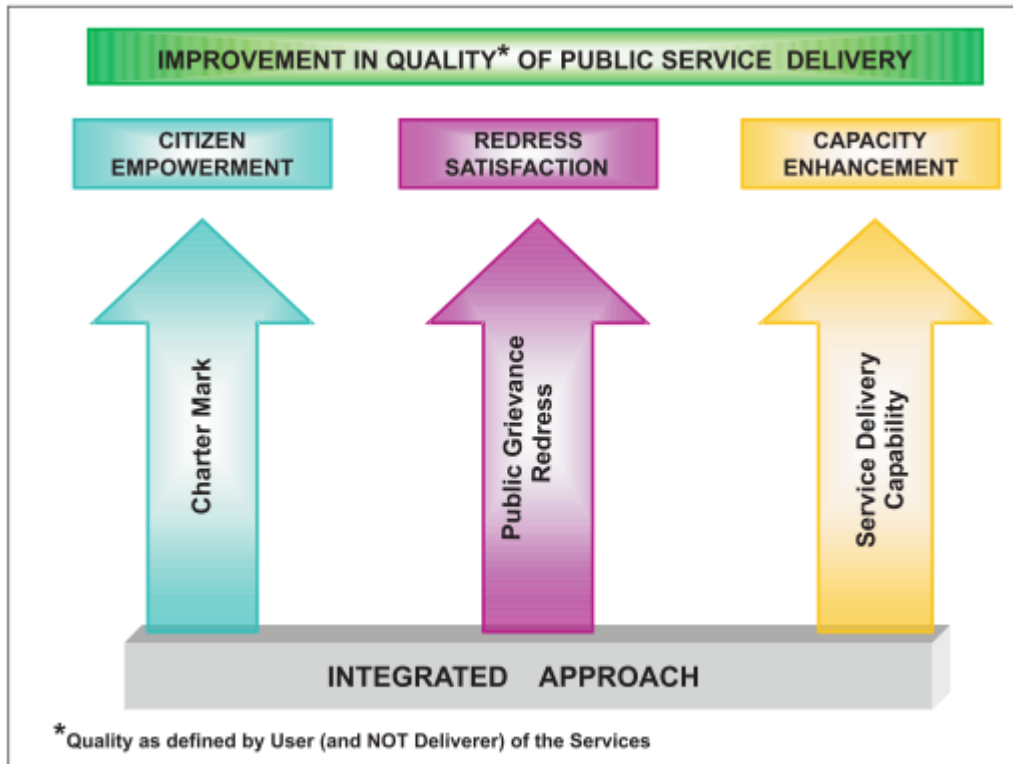 IMPROVEMENT IN QUALITY* OF PUBLIC SERVICE DELIVERY
CITIZEN
EMPOWERMENT
REDRESS
SATISFACTION
CAPACITY
ENHANCEMENT
Charter Mark
Public Grievance
Redress
Service Delivery
Capability
INTEGRATED APPROACH
*Quality as defined by User (and NOT Deliverer) of the Services